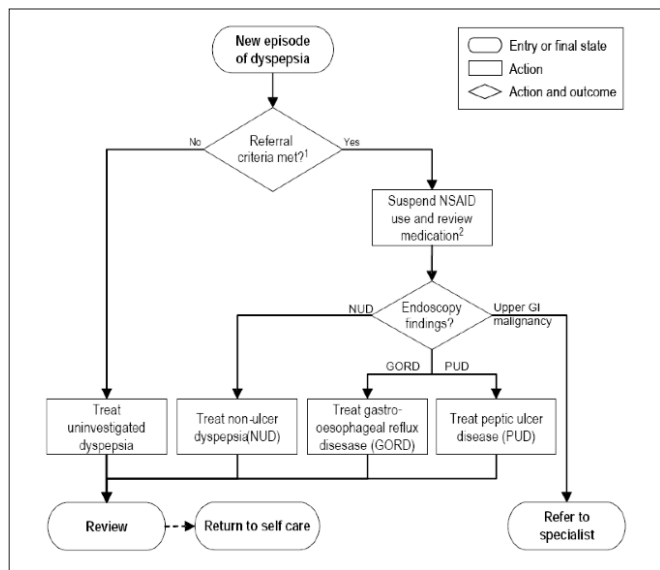 New episode
of dyspepsia
Entry or final state
Action
Action and outcome
Referral
criteria met?¹
No
Yes
Suspend NSAID
use and review
medication²
Endoscopy
findings?
NUD
Upper GI
malignancy
GORD
PUD
Treat
uninvestigated
dyspepsia
Treat non-ulcer
dyspepsia(NUD)
Treat gastro-
oesophageal reflux
disesase (GORD)
Treat peptic ulcer
disease (PUD)
Review
Return to self care
Refer to
specialist